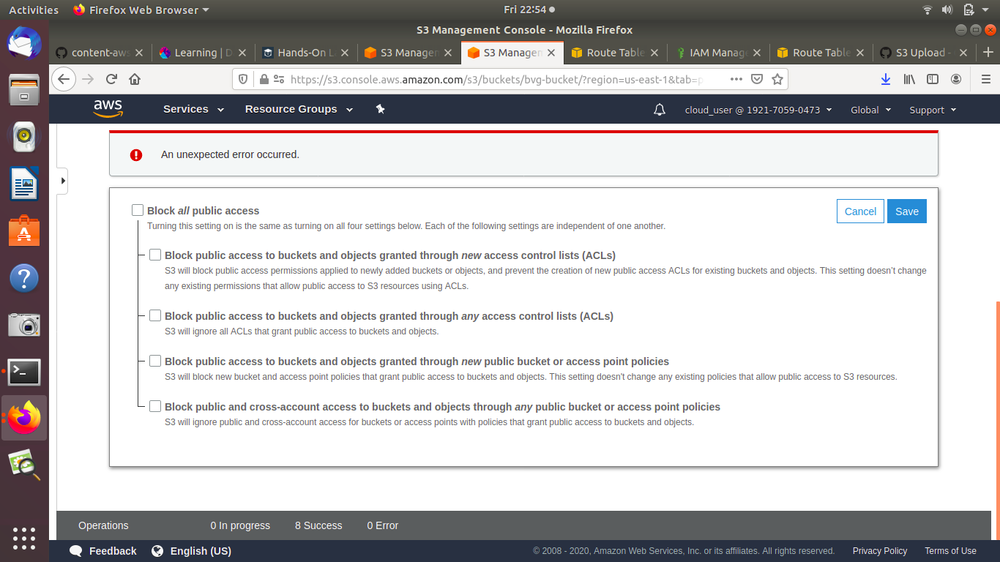 Activities
Firefox Web Browser
Fri 22:54
S3 Management Console - Mozilla Firefox
content-aws
Learning | D
Hands-On L
S3 Managem
S3 Managem
Route Table
IAM Manage
Route Table
S3 Upload -
https://s3.console.aws.amazon.com/s3/buckets/bvg-bucket/?region=us-east-1&tab=p
aws
Services
Resource Groups
cloud_user @ 1921-7059-0473
Global
Support
An unexpected error occurred.
Block all public access
Cancel
Save
Turning this setting on is the same as turning on all four settings below. Each of the following settings are independent of one another.
Block public access to buckets and objects granted through new access control lists (ACLs)
S3 will block public access permissions applied to newly added buckets or objects, and prevent the creation of new public access ACLs for existing buckets and objects. This setting doesn't change
any existing permissions that allow public access to S3 resources using ACLs.
Block public access to buckets and objects granted through any access control lists (ACLs)
S3 will ignore all ACLs that grant public access to buckets and objects.
Block public access to buckets and objects granted through new public bucket or access point policies
S3 will block new bucket and access point policies that grant public access to buckets and objects. This setting doesn't change any existing policies that allow public access to S3 resources.
Block public and cross-account access to buckets and objects through any public bucket or access point policies
S3 will ignore public and cross-account access for buckets or access points with policies that grant public access to buckets and objects.
Operations
0 In progress
8 Success
0 Error
Feedback
English (US)
© 2008 - 2020, Amazon Web Services, Inc. or its affiliates. All rights reserved.
Privacy Policy
Terms of Use